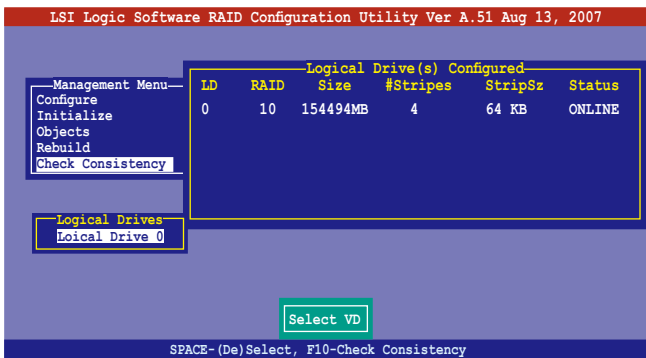 LSI Logic Software RAID Configuration Utility Ver A.51 Aug 13, 2007
Management Menu
Configure
Initialize
Objects
Rebuild
Check Consistency
Logical Drive(s) Configured
LD RAID Size #Stripes StripSz Status
0 10 154494MB 4 64 KB ONLINE
Logical Drives
Loical Drive 0
Select VD
SPACE-(De)Select, F10-Check Consistency